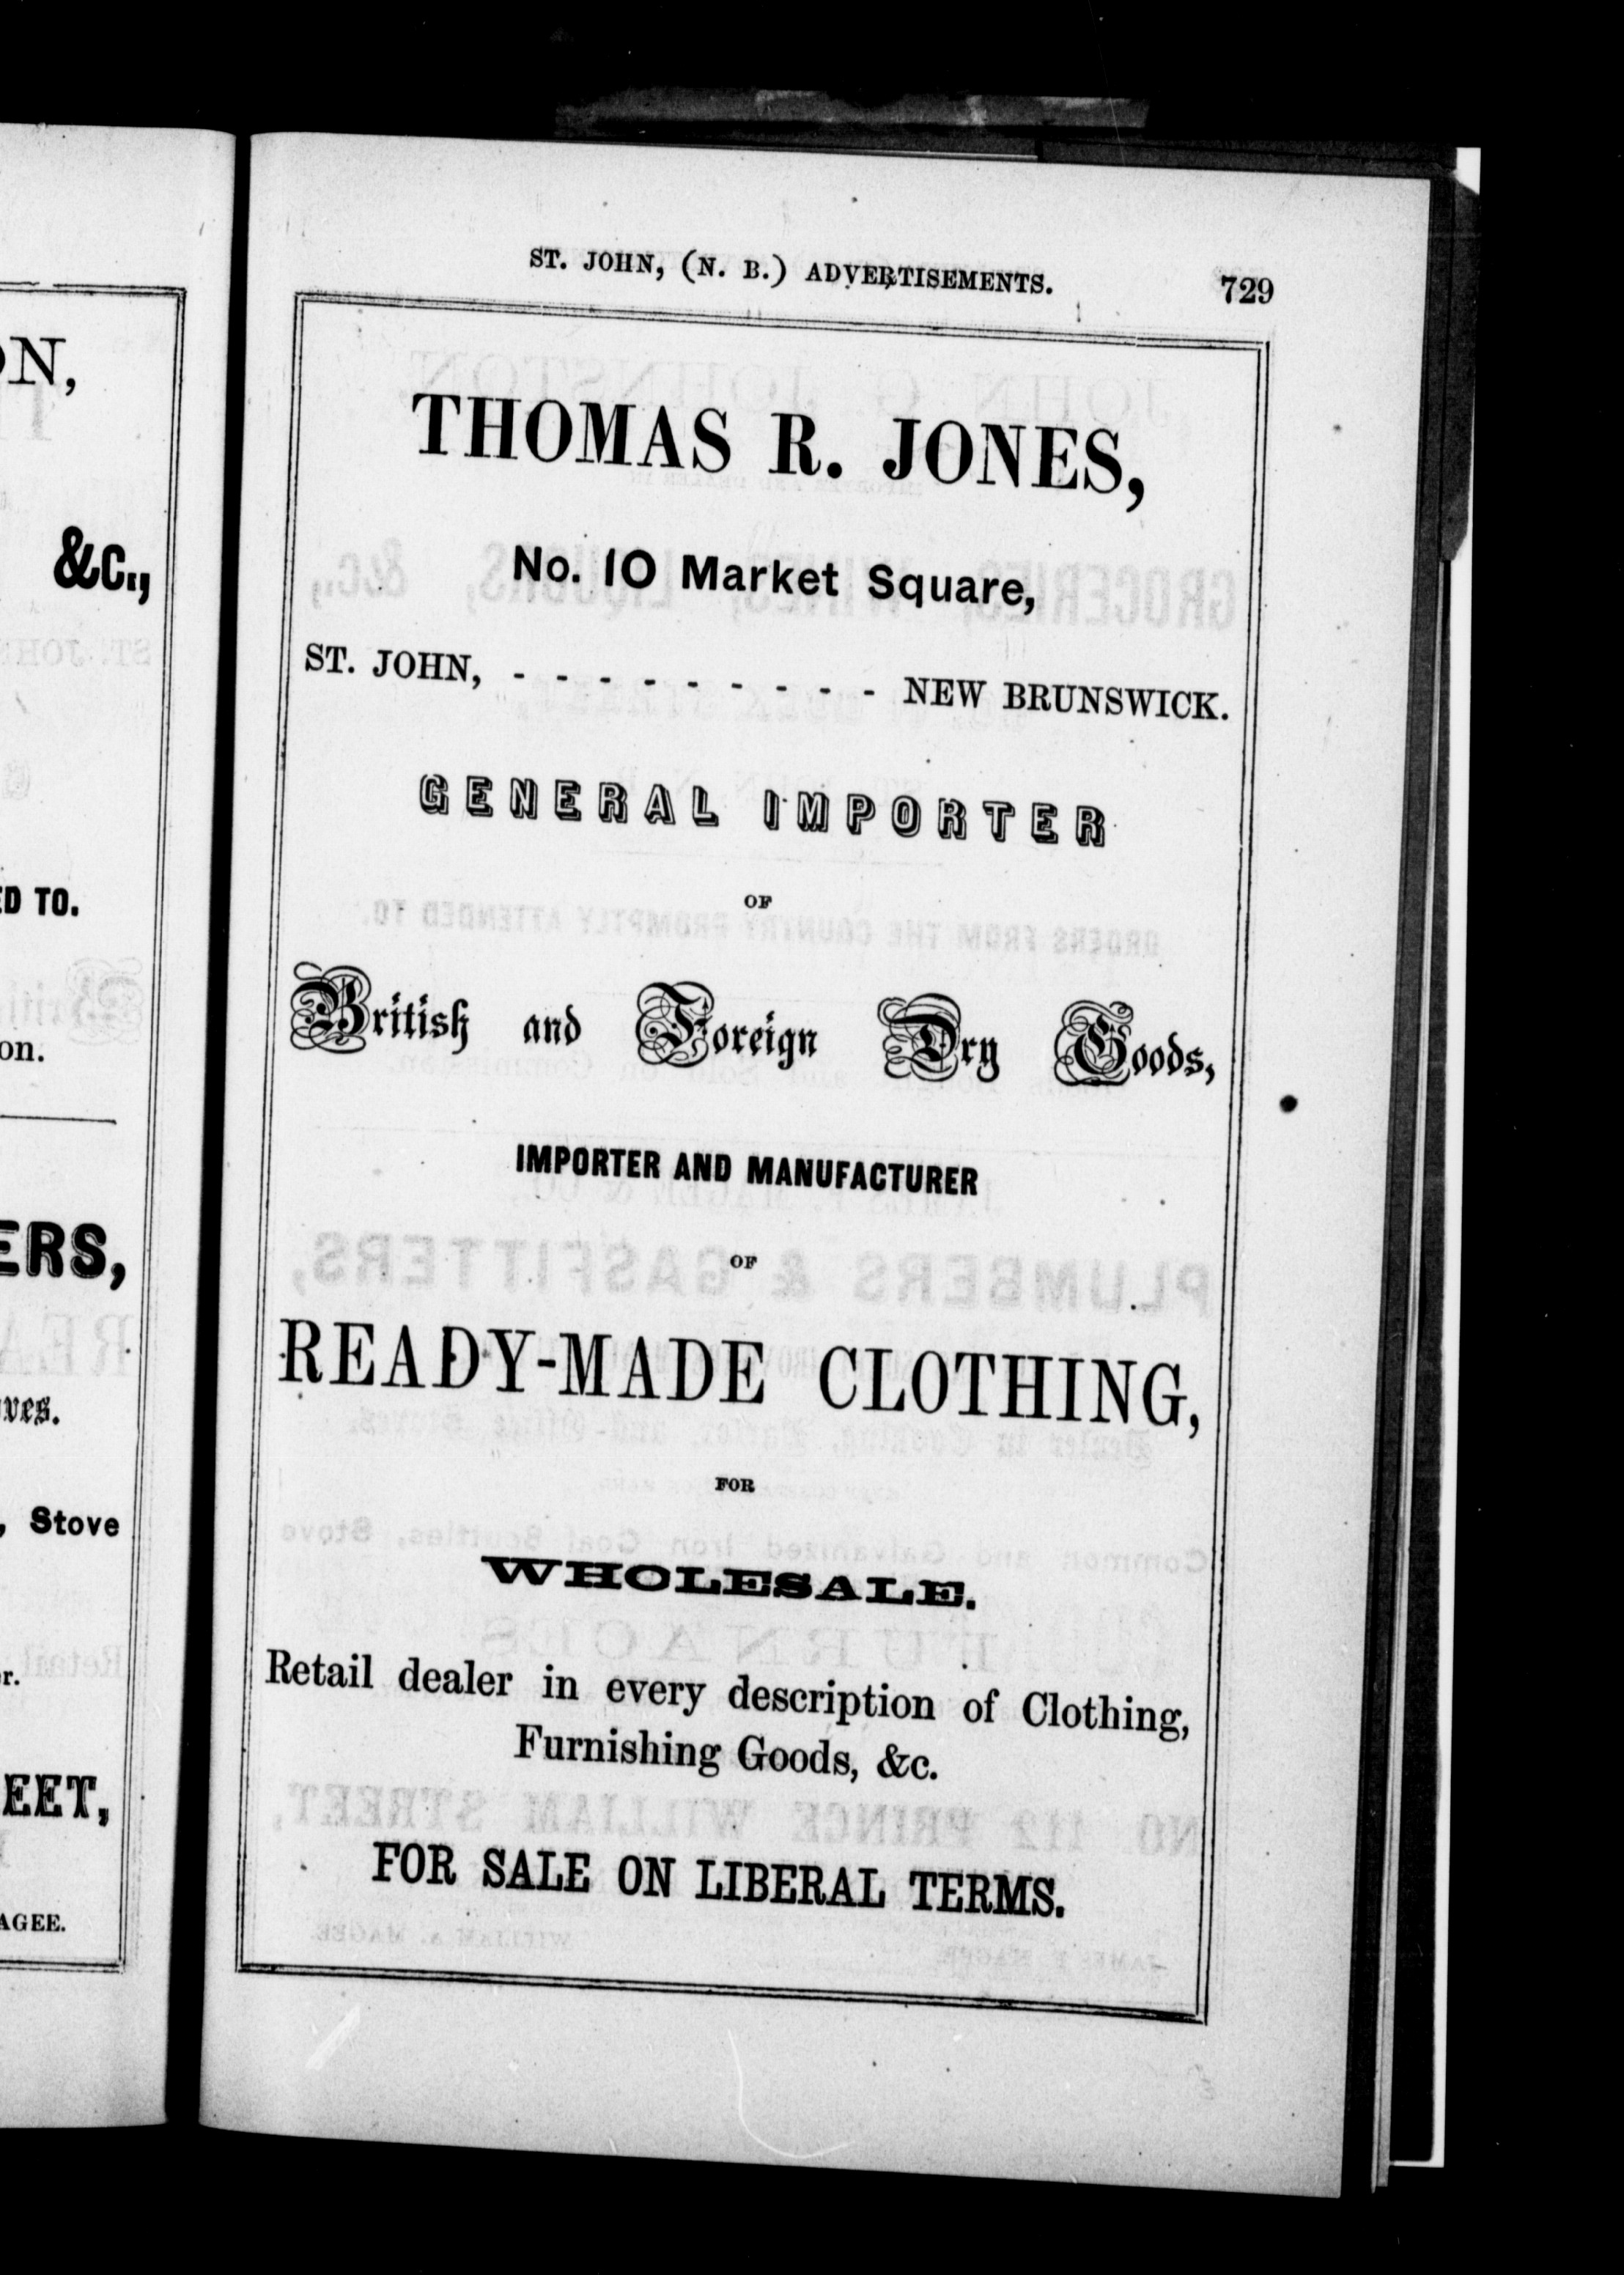 ST. JOHN, (N. B.) ADVERTISEMENTS. 729
THOMAS R. JONES,
No. 10 Market Square,
ST. JOHN, - - - - - - - - - NEW BRUNSWICK.
GENERAL IMPORTER
OF
British and Foreign Dry Goods,
IMPORTER AND MANUFACTURER
OF
READY-MADE CLOTHING,
FOR
WHOLESALE.
Retail dealer in every description of Clothing,
Furnishing Goods, &c.
FOR SALE ON LIBERAL TERMS.
&C.,
TO.
Stove